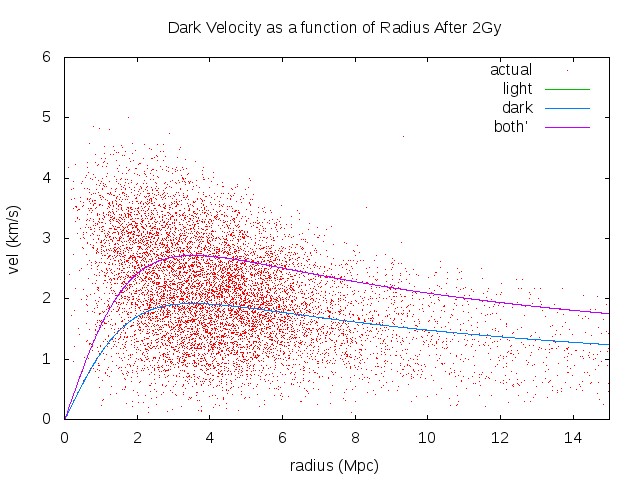 Dark Velocity as a function of Radius After 2Gy
actual
light
dark
both'
6
5
4
3
2
1
0
vel (km/s)
0 2 4 6 8 10 12 14
radius (Mpc)